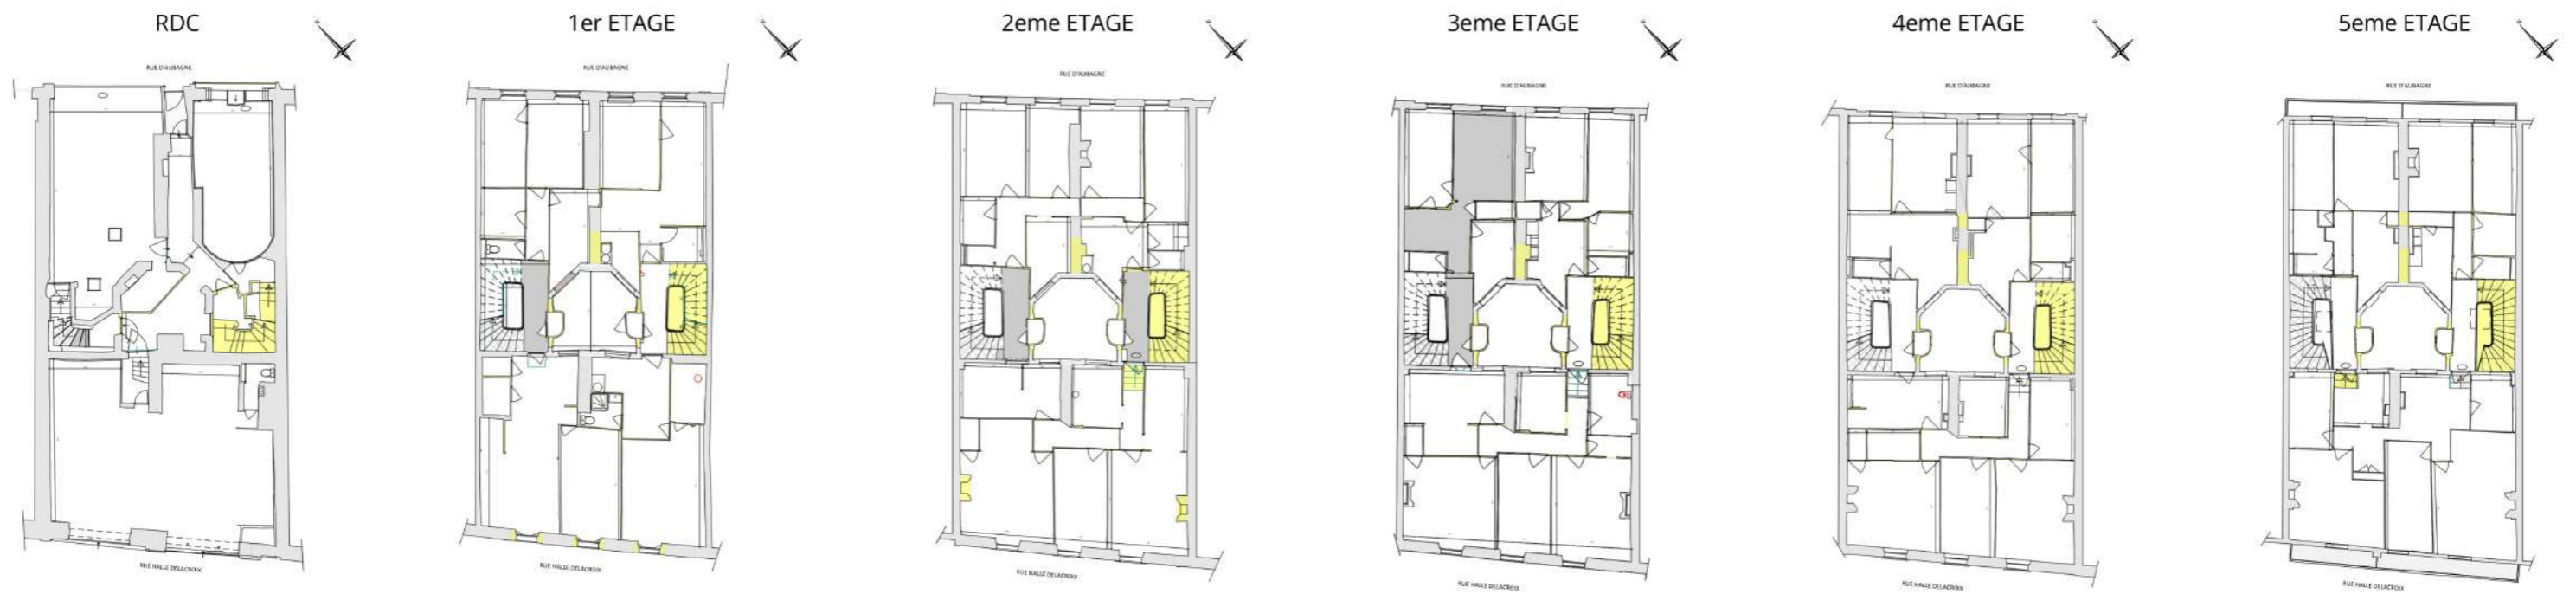 RDC
1er ETAGE
2eme ETAGE
3eme ETAGE
4eme ETAGE
5eme ETAGE
RUE D'AUBAGNE
RUE D'AUBAGNE
RUE D'AUBAGNE
RUE D'AUBAGNE
RUE D'AUBAGNE
RUE D'AUBAGNE
RUE HALLE DELACROIX
RUE HALLE DELACROIX
RUE HALLE DELACROIX
RUE HALLE DELACROIX
RUE HALLE DELACROIX
RUE HALLE DELACROIX